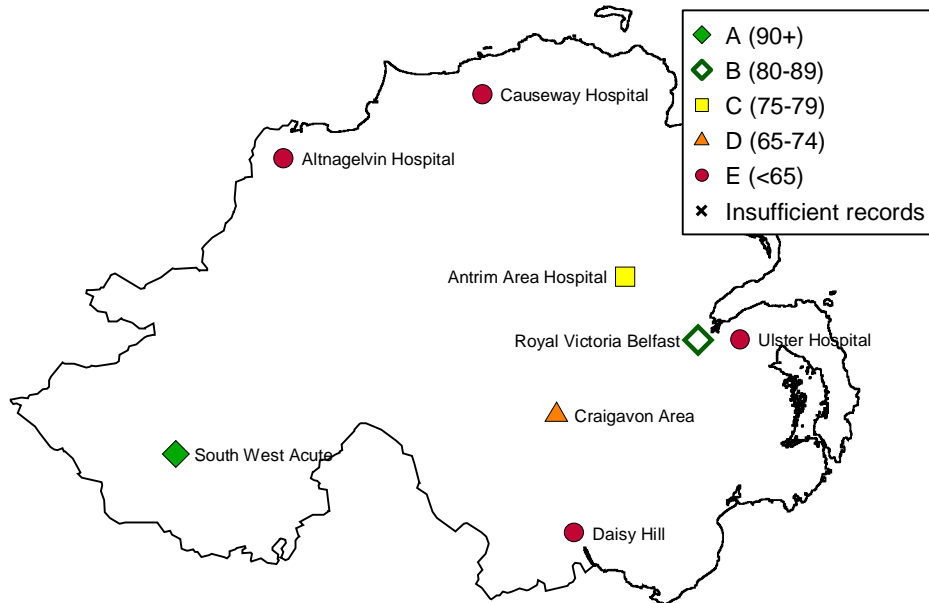 A (90+)
B (80-89)
C (75-79)
D (65-74)
E (<65)
Insufficient records
Causeway Hospital
Altnagelvin Hospital
Antrim Area Hospital
Royal Victoria Belfast
Ulster Hospital
Craigavon Area
South West Acute
Daisy Hill